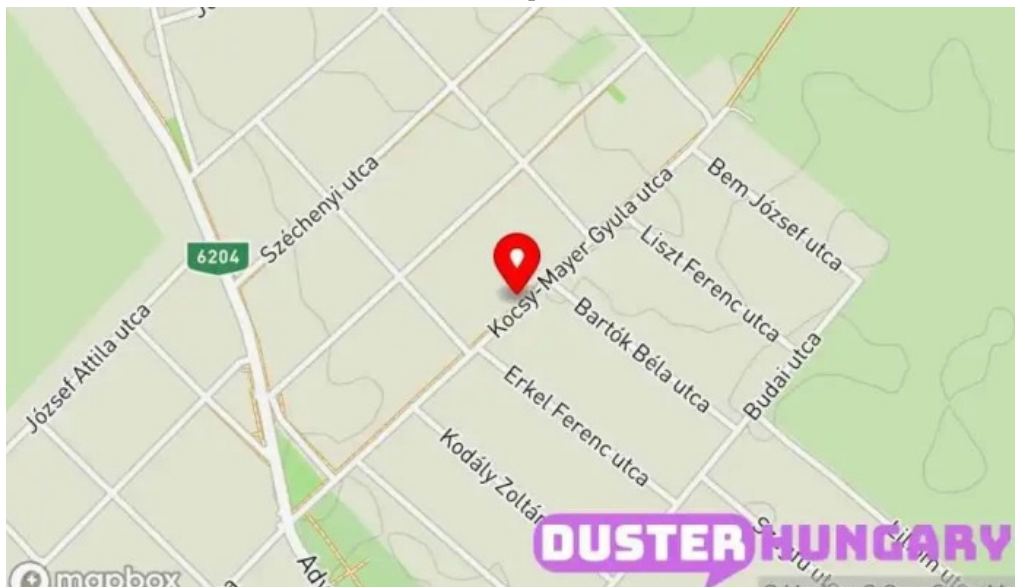 Széchenyi utca
6204
József Attila utca
Kocsy-Mayer Gyula utca
Bem József utca
Liszt Ferenc utca
Bartók Béla utca
Budai utca
Erkel Ferenc utca
Kodály Zoltán
Ady
DUSTER HUNGARY
mapbox